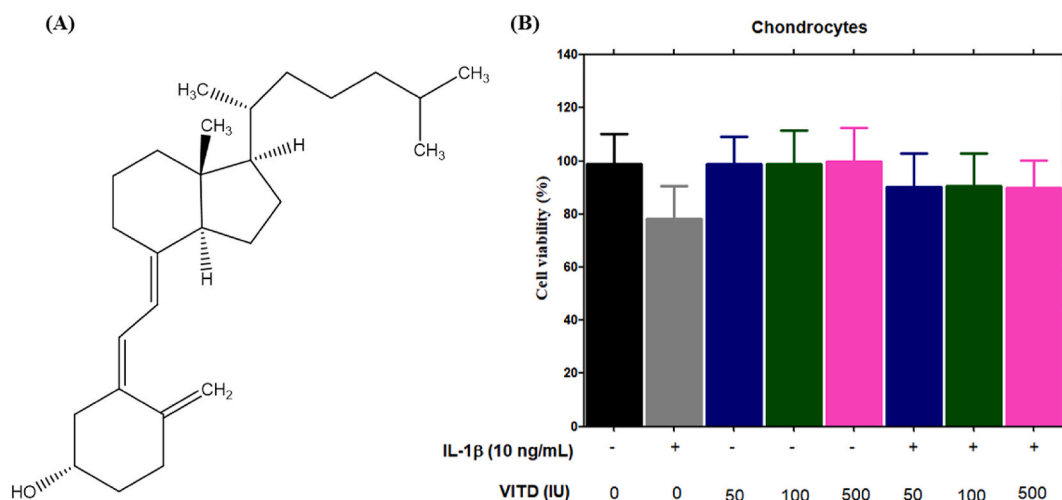 (A)
H₃C
CH₃
CH₃
CH₃
H
H
CH₂
HO
(B)
Chondrocytes
Cell viability (%)
140
120
100
80
60
40
20
0
IL-1β (10 ng/mL) - + - - - + + +
VITD (IU) 0 0 50 100 500 50 100 500